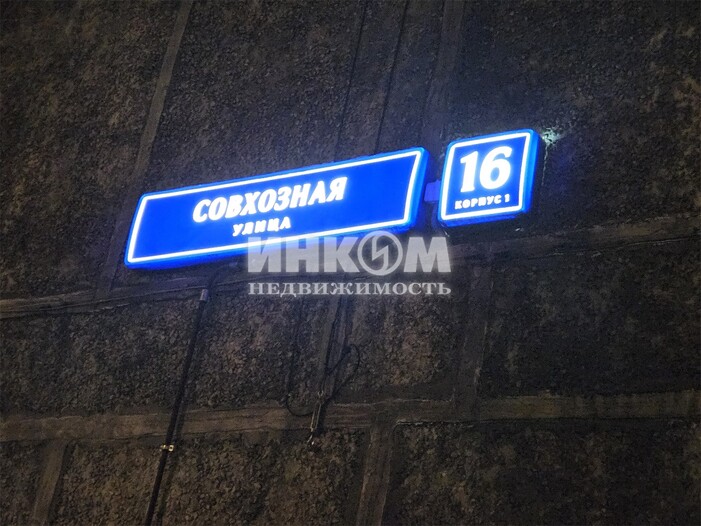 СОВХОЗНАЯ
УЛИЦА
16
КОРПУС 1
ИНКОМ
НЕДВИЖИМОСТЬ